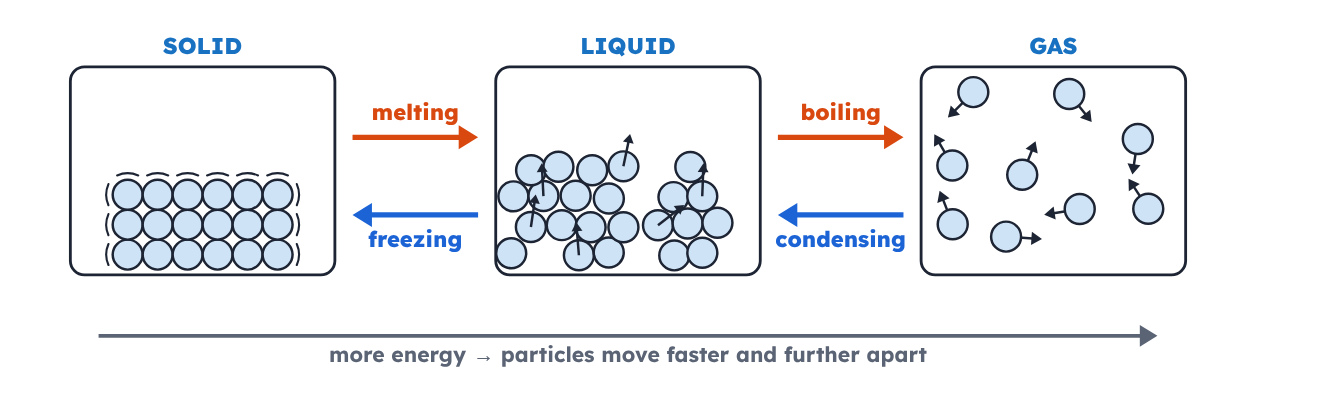 SOLID
LIQUID
GAS
melting
boiling
freezing
condensing
more energy → particles move faster and further apart